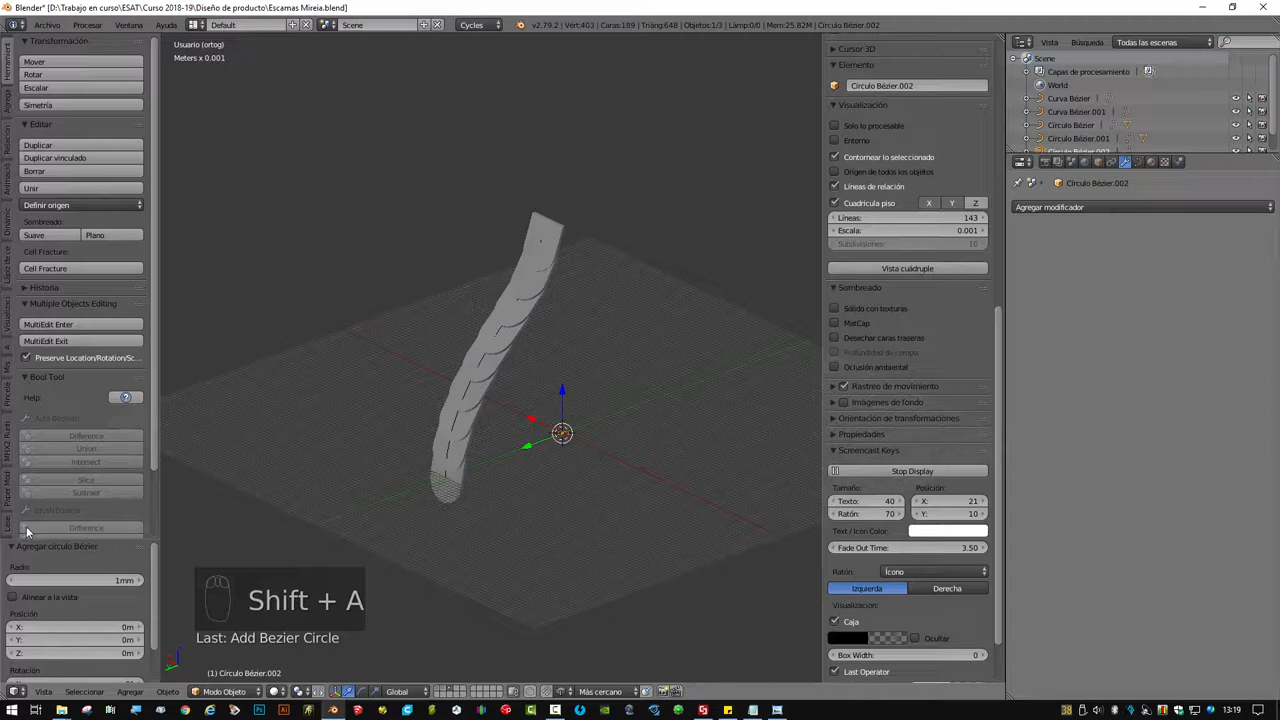 Blender* [D:\Trabajo en curso\ESAT\Curso 2018-19\Diseño de producto\Escamas Mireia.blend]
Archivo Procesar Ventana Ayuda Default Scene Cycles v2.79.2 | Vért:403 | Caras:189 | Triáng:648 | Objetos:1/3 | Lámp:0/0 | Mem:25.82M | Círculo Bézier.002
Transformación
Mover
Rotar
Escalar
Simetría
Editar
Duplicar
Duplicar vinculado
Borrar
Unir
Definir origen
Sombreado:
Suave Plano
Cell Fracture:
Cell Fracture
Historia
Multiple Objects Editing
MultiEdit Enter
MultiEdit Exit
Preserve Location/Rotation/Sc...
Bool Tool
Help:
Auto Boolean
Difference
Union
Intersect
Slice
Sustraer
Brush Boolean
Difference
Agregar círculo Bézier
Radio
1mm
Alinear a la vista
Posición
X: 0m
Y: 0m
Z: 0m
Rotación
Usuario (ortog)
Meters x 0.001
Shift + A
Last: Add Bezier Circle
(1) Círculo Bézier.002
Vista Seleccionar Agregar Objeto Modo Objeto Global Más cercano
Cursor 3D
Elemento
Círculo Bézier.002
Visualización
Solo lo procesable
Entorno
Contornear lo seleccionado
Origen de todos los objetos
Líneas de relación
Cuadrícula piso X Y Z
Líneas: 143
Escala: 0.001
Subdivisiones: 10
Vista cuádruple
Sombreado
Sólido con texturas
MatCap
Desechar caras traseras
Profundidad de campo
Oclusión ambiental
Rastreo de movimiento
Imágenes de fondo
Orientación de transformaciones
Propiedades
Screencast Keys
Stop Display
Tamaño: Posición:
Texto: 40 X: 21
Ratón: 70 Y: 10
Text / Icon Color:
Fade Out Time: 3.50
Ratón: Ícono
Izquierda Derecha
Visualización:
Caja
Ocultar
Box Width: 0
Last Operator
Vista Búsqueda Todas las escenas
Scene
Capas de procesamiento
World
Curva Bézier
Curva Bézier.001
Círculo Bézier
Círculo Bézier.001
Círculo Bézier.002
Círculo Bézier.002
Agregar modificador
13:19